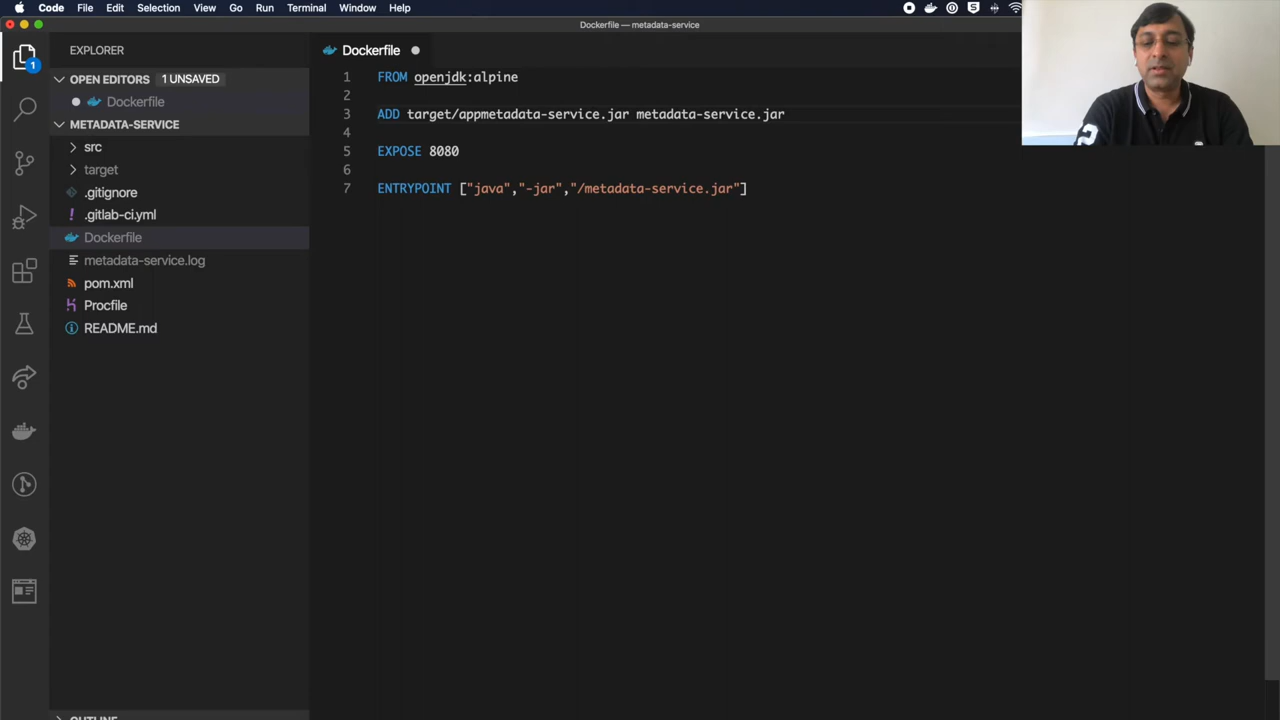 Code File Edit Selection View Go Run Terminal Window Help
Dockerfile — metadata-service
EXPLORER
OPEN EDITORS 1 UNSAVED
Dockerfile
METADATA-SERVICE
src
target
.gitignore
.gitlab-ci.yml
Dockerfile
metadata-service.log
pom.xml
Procfile
README.md
OUTLINE
1
Dockerfile
1 FROM openjdk:alpine
2
3 ADD target/appmetadata-service.jar metadata-service.jar
4
5 EXPOSE 8080
6
7 ENTRYPOINT ["java","-jar","/metadata-service.jar"]
2